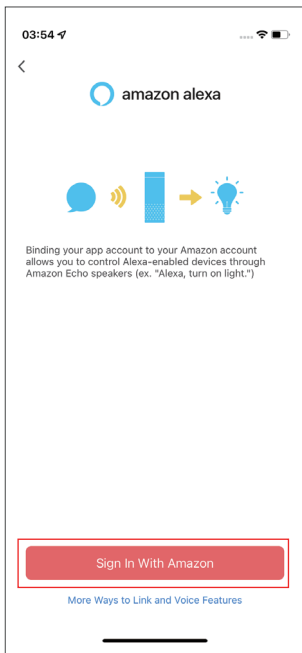 03:54
amazon alexa
Binding your app account to your Amazon account
allows you to control Alexa-enabled devices through
Amazon Echo speakers (ex. "Alexa, turn on light.")
Sign In With Amazon
More Ways to Link and Voice Features